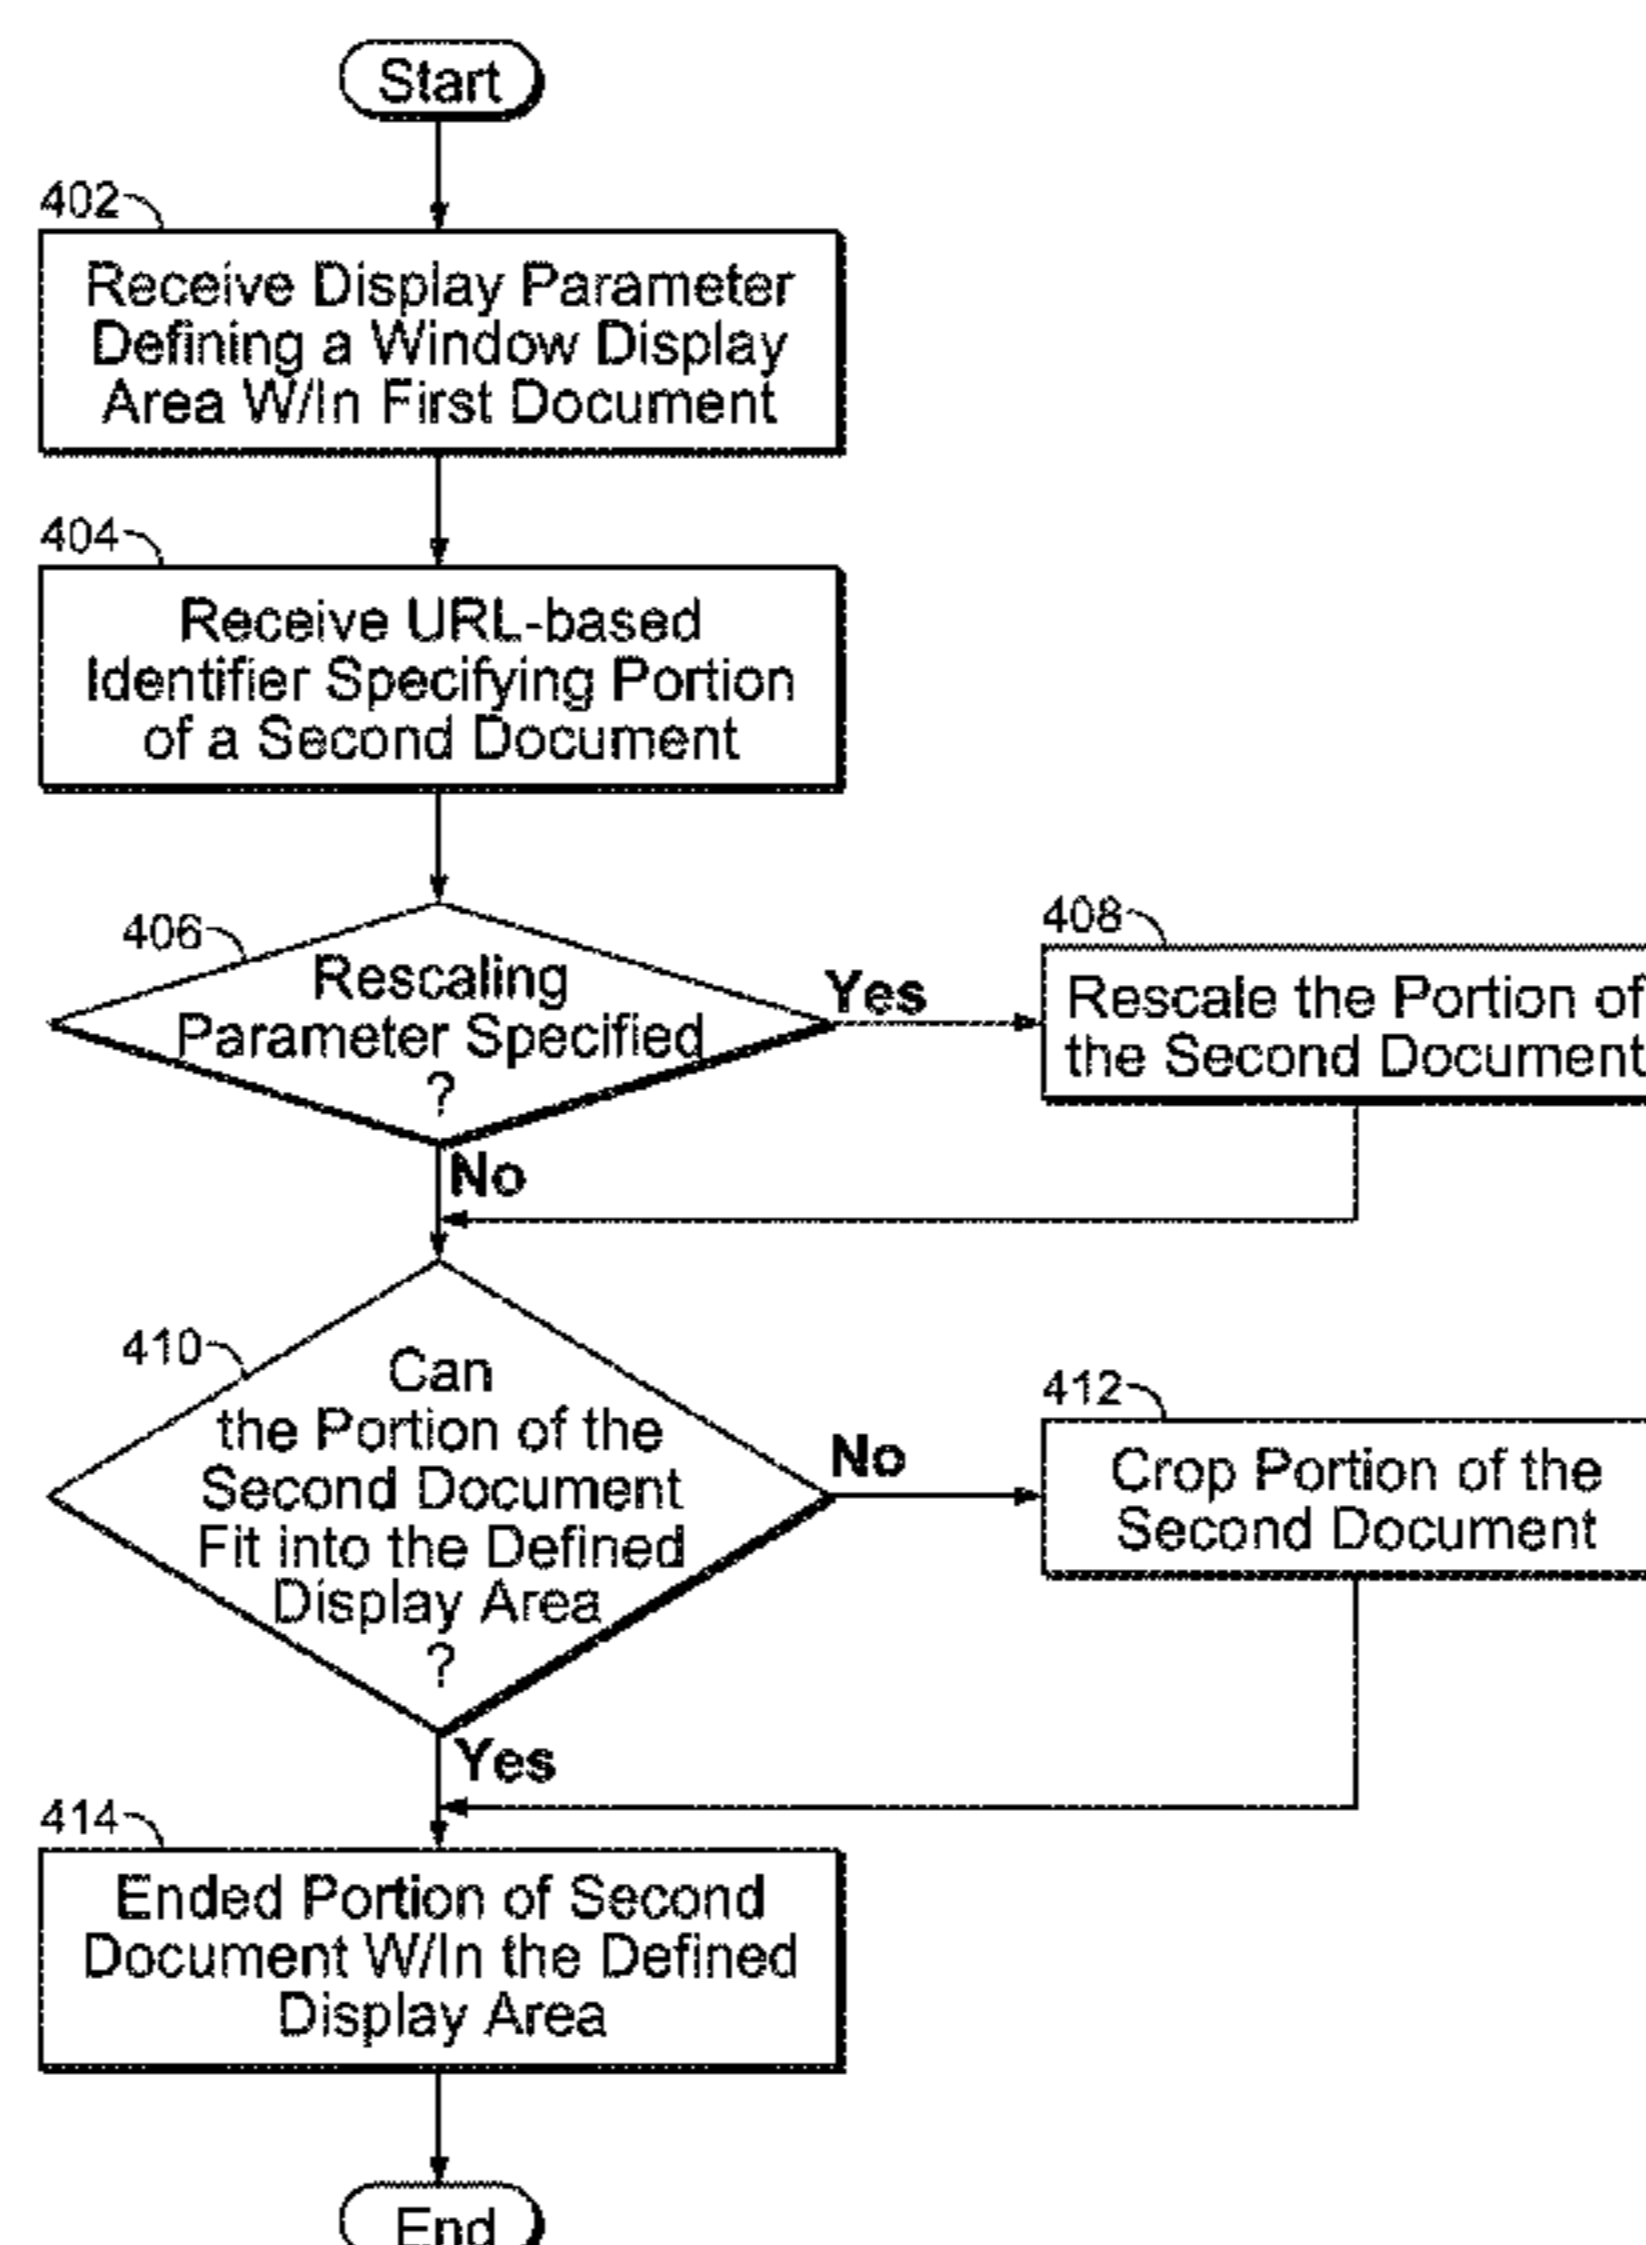 Start
402
Receive Display Parameter
Defining a Window Display
Area W/In First Document
404
Receive URL-based
Identifier Specifying Portion
of a Second Document
406
Rescaling
Parameter Specified
?
Yes
408
Rescale the Portion of
the Second Document
No
410
Can
the Portion of the
Second Document
Fit into the Defined
Display Area
?
No
412
Crop Portion of the
Second Document
Yes
414
Ended Portion of Second
Document W/In the Defined
Display Area
End